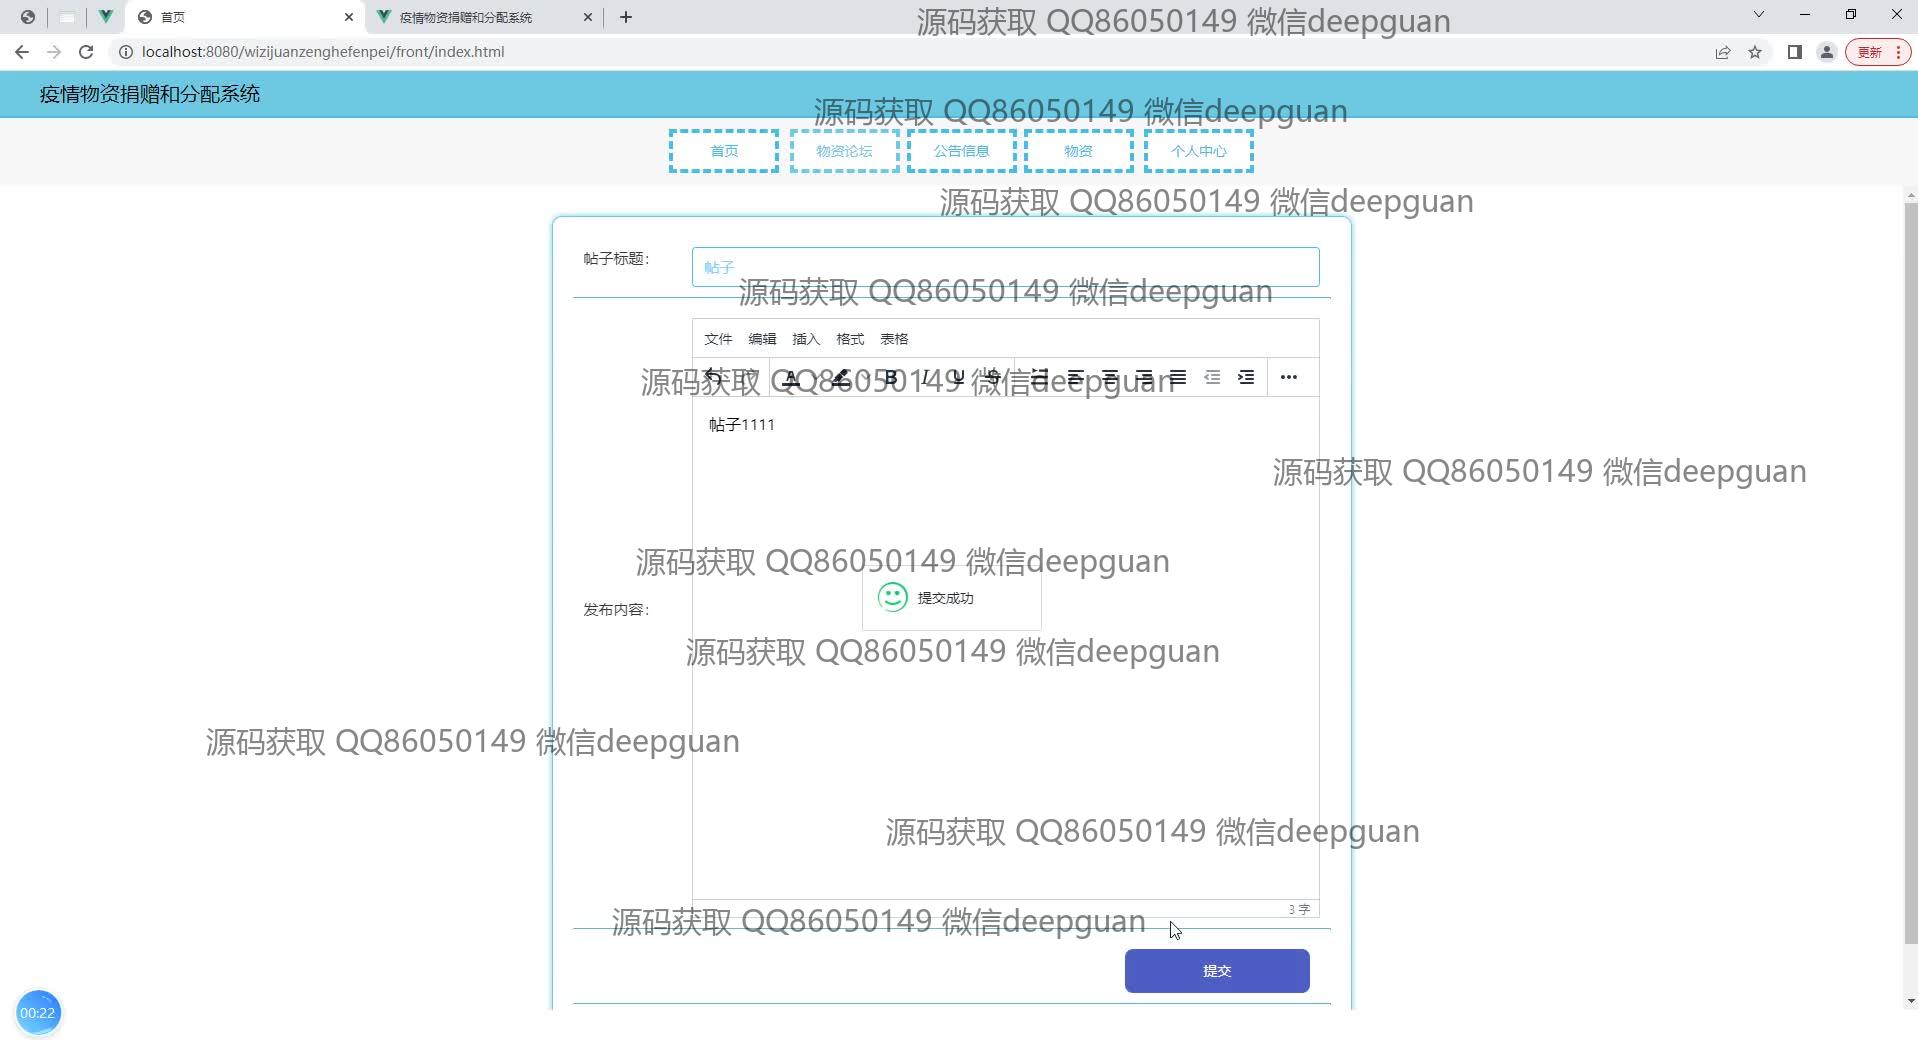 首页
疫情物资捐赠和分配系统
源码获取 QQ86050149 微信deepguan
localhost:8080/wizijuanzenghefenpei/front/index.html
更新
疫情物资捐赠和分配系统
源码获取 QQ86050149 微信deepguan
首页
物资论坛
公告信息
物资
个人中心
源码获取 QQ86050149 微信deepguan
帖子标题：
帖子
源码获取 QQ86050149 微信deepguan
文件 编辑 插入 格式 表格
源码获取 QQ86050149 微信deepguan
帖子1111
源码获取 QQ86050149 微信deepguan
源码获取 QQ86050149 微信deepguan
提交成功
发布内容：
源码获取 QQ86050149 微信deepguan
源码获取 QQ86050149 微信deepguan
源码获取 QQ86050149 微信deepguan
3 字
源码获取 QQ86050149 微信deepguan
提交
00:22